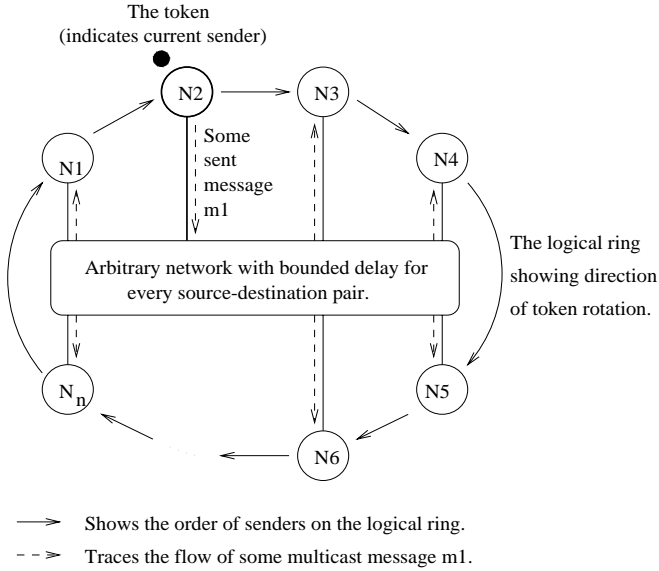 The token
(indicates current sender)
N2
N3
Some
sent
message
m1
N1
N4
The logical ring
showing direction
of token rotation.
Arbitrary network with bounded delay for
every source-destination pair.
Nn
N5
N6
Shows the order of senders on the logical ring.
Traces the flow of some multicast message m1.